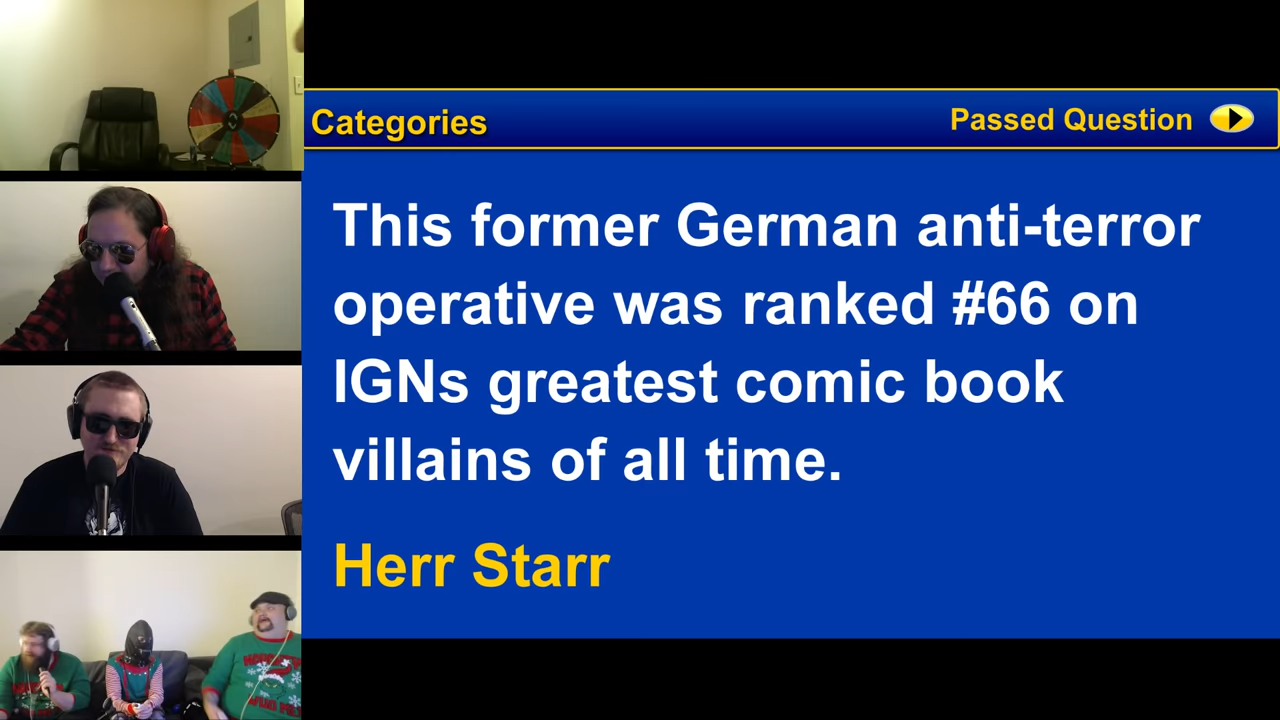 Categories
Passed Question
This former German anti-terror
operative was ranked #66 on
IGNs greatest comic book
villains of all time.
Herr Starr